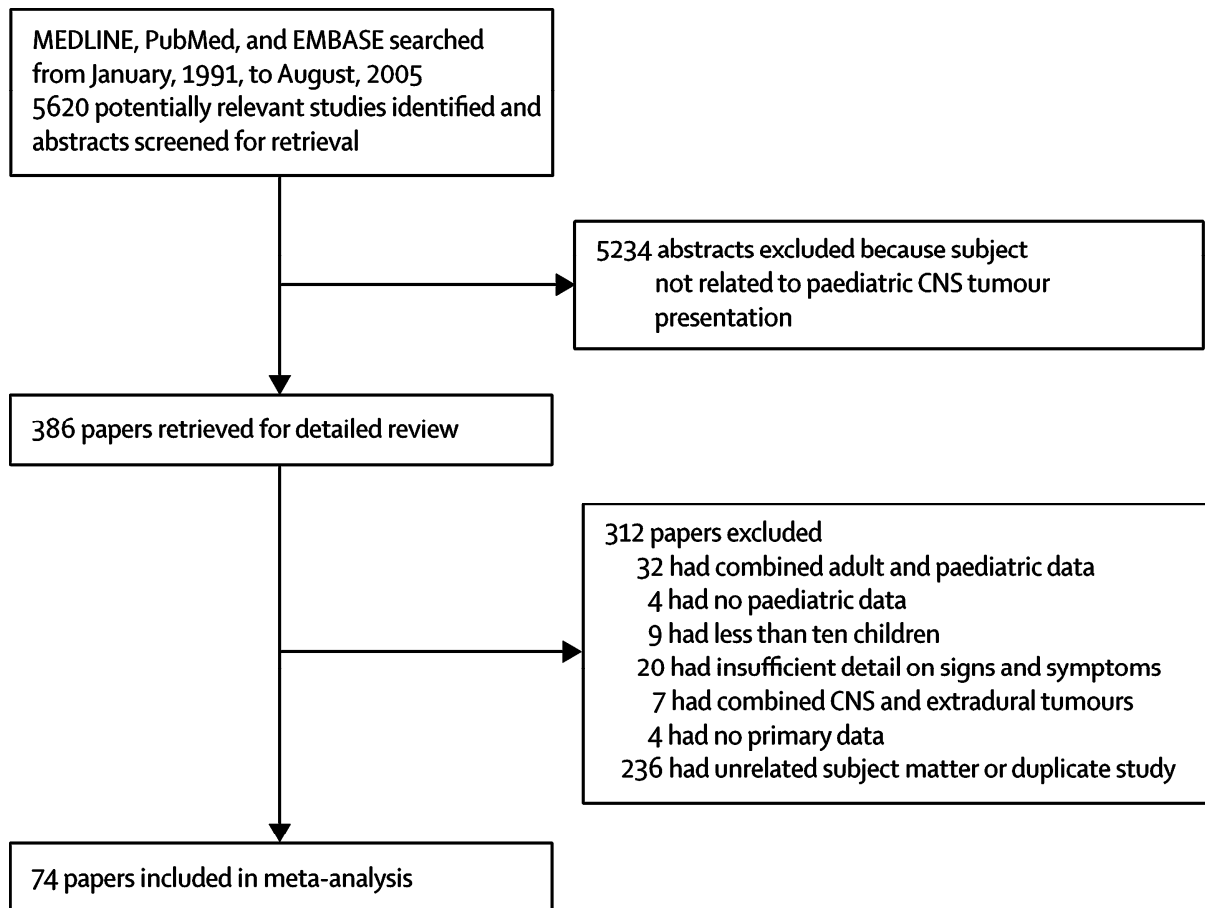 MEDLINE, PubMed, and EMBASE searched
from January, 1991, to August, 2005
5620 potentially relevant studies identified and
abstracts screened for retrieval
5234 abstracts excluded because subject
not related to paediatric CNS tumour
presentation
386 papers retrieved for detailed review
312 papers excluded
32 had combined adult and paediatric data
4 had no paediatric data
9 had less than ten children
20 had insufficient detail on signs and symptoms
7 had combined CNS and extradural tumours
4 had no primary data
236 had unrelated subject matter or duplicate study
74 papers included in meta-analysis